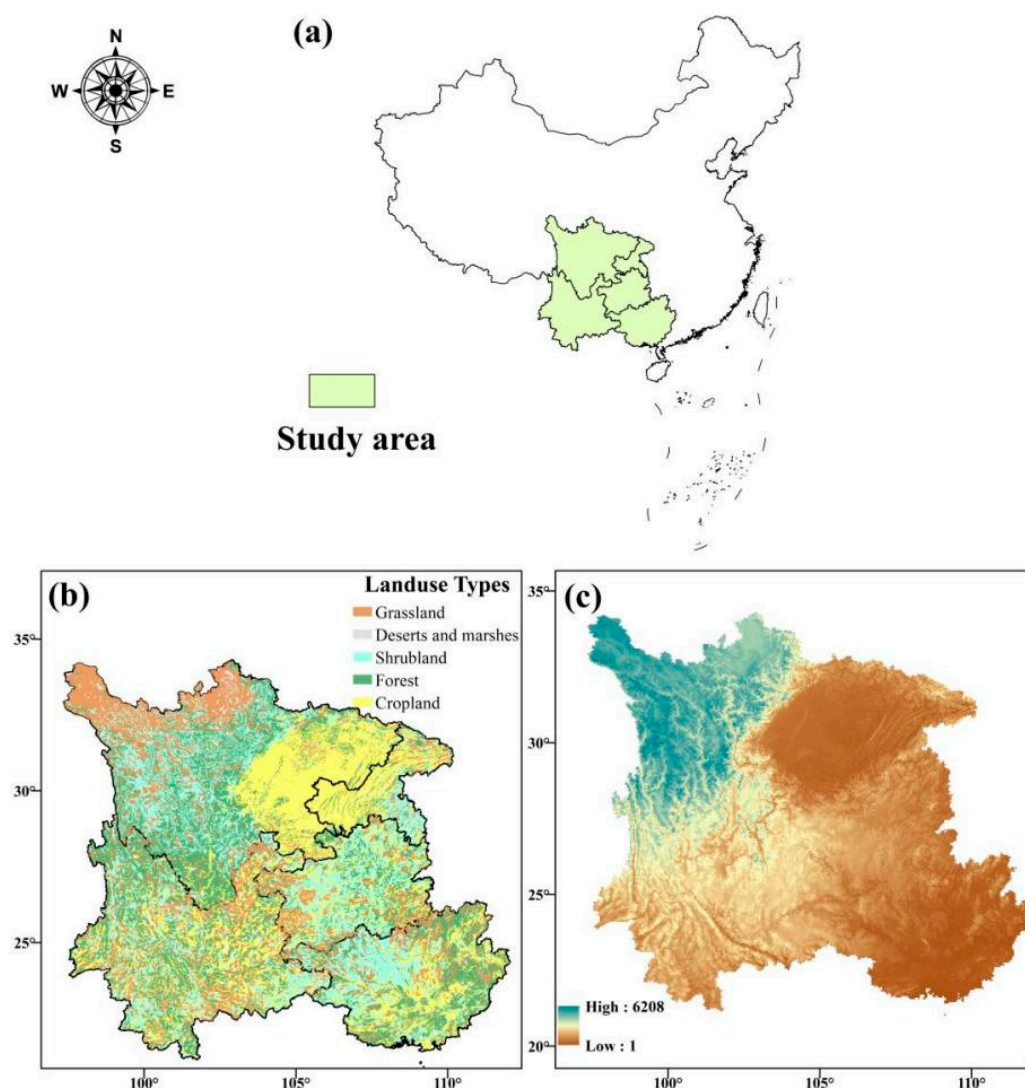 (a)
N
W E
S
Study area
(b)
Landuse Types
Grassland
Deserts and marshes
Shrubland
Forest
Cropland
35°
30°
25°
100° 105° 110°
(c)
35°
30°
25°
20°
High : 6208
Low : 1
100° 105° 110°